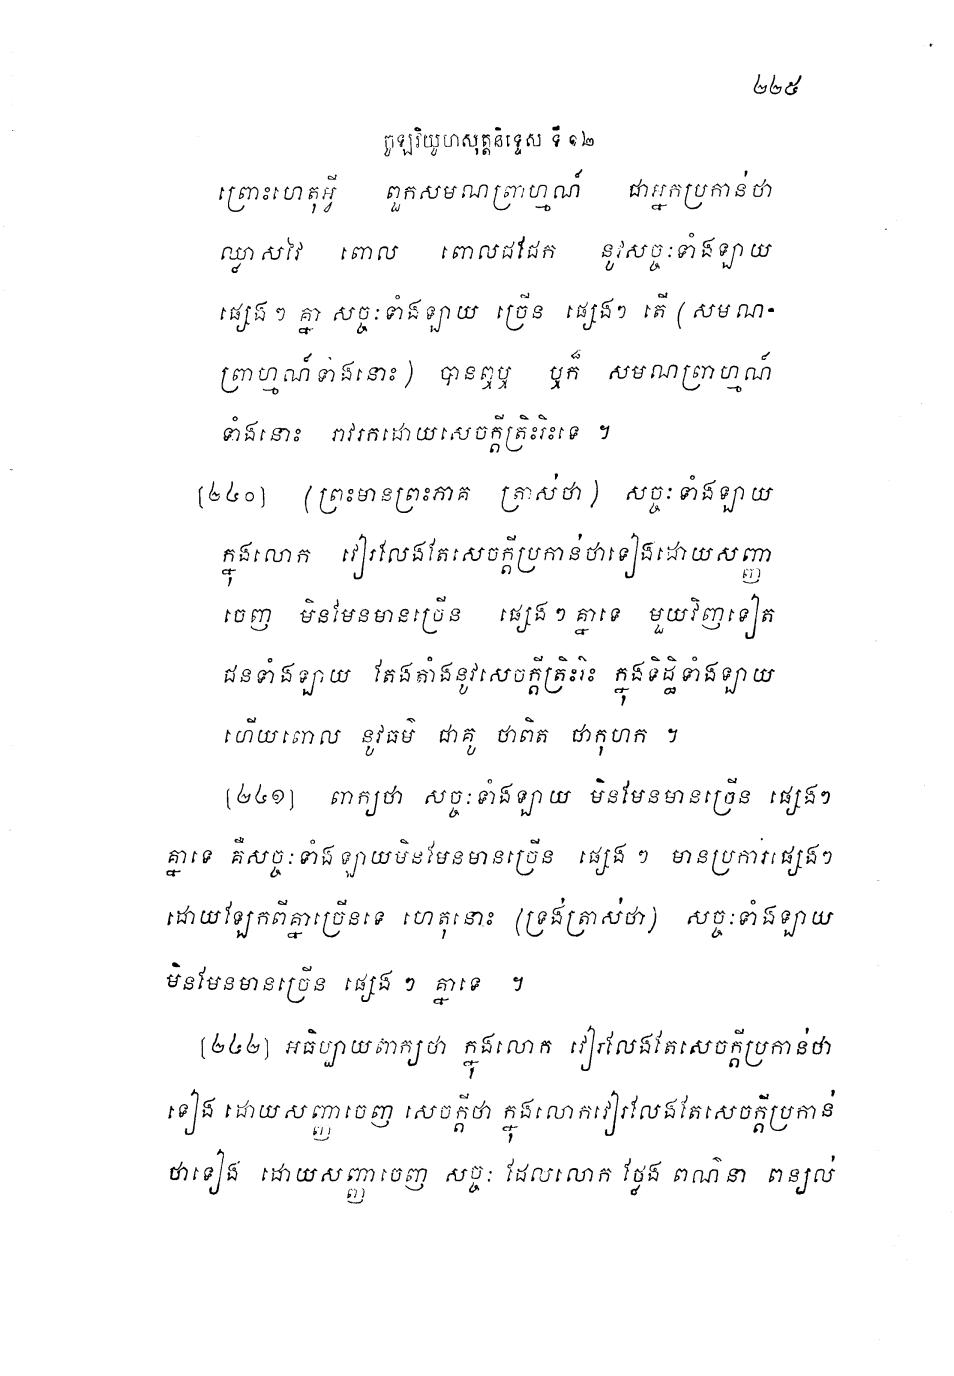 ២២៥
ចូឡវិយូហសុត្តនិទ្ទេស ទី ១២
ព្រោះហេតុអ្វី ពួកសមណព្រាហ្មណ៍ ជាអ្នកប្រកាន់ថា
ឈ្លាសវៃ ពោល ពោលដដែក នូវសច្ចៈទាំងឡាយ
ផ្សេងៗ គ្នា សច្ចៈទាំងឡាយ ច្រើន ផ្សេងៗ តើ (សមណ-
ព្រាហ្មណ៍ទាំងនោះ) បានឮឬ ឬក៏ សមណព្រាហ្មណ៍
ទាំងនោះ រាវរកដោយសេចក្តីត្រិះរិះទេ ។
[២៤០] (ព្រះមានព្រះភាគ ត្រាស់ថា) សច្ចៈទាំងឡាយ
ក្នុងលោក វៀរលែងតែសេចក្តីប្រកាន់ថាទៀងដោយសញ្ញា
ចេញ មិនមែនមានច្រើន ផ្សេងៗគ្នាទេ មួយវិញទៀត
ជនទាំងឡាយ តែងតាំងនូវសេចក្តីត្រិះរិះ ក្នុងទិដ្ឋិទាំងឡាយ
ហើយពោល នូវធម៌ ជាគូ ថាពិត ថាកុហក ។
[២៤១] ពាក្យថា សច្ចៈទាំងឡាយ មិនមែនមានច្រើន ផ្សេងៗ
គ្នាទេ គឺសច្ចៈទាំងឡាយមិនមែនមានច្រើន ផ្សេងៗ មានប្រការផ្សេងៗ
ដោយឡែកពីគ្នាច្រើនទេ ហេតុនោះ (ទ្រង់ត្រាស់ថា) សច្ចៈទាំងឡាយ
មិនមែនមានច្រើន ផ្សេងៗ គ្នាទេ ។
[២៤២] អធិប្បាយពាក្យថា ក្នុងលោក វៀរលែងតែសេចក្តីប្រកាន់ថា
ទៀង ដោយសញ្ញាចេញ សេចក្តីថា ក្នុងលោកវៀរលែងតែសេចក្តីប្រកាន់
ថាទៀង ដោយសញ្ញាចេញ សច្ចៈ ដែលលោក ថ្លែង ពណ៌នា ពន្យល់